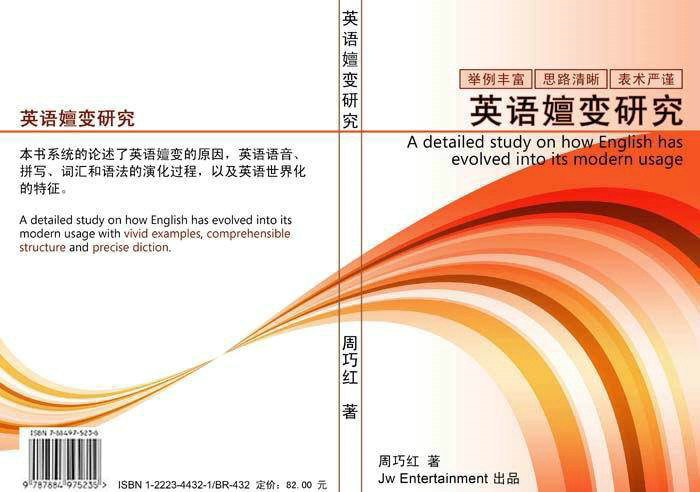 英语嬗变研究
本书系统的论述了英语嬗变的原因，英语语音、
拼写、词汇和语法的演化过程，以及英语世界化
的特征。
A detailed study on how English has evolved into its
modern usage with vivid examples, comprehensible
structure and precise diction.
ISBN 7-88497-523-6
9787884975235>
ISBN 1-2223-4432-1/BR-432 定价：82.00 元
英语嬗变研究
周巧红 著
举例丰富 思路清晰 表术严谨
英语嬗变研究
A detailed study on how English has
evolved into its modern usage
周巧红 著
Jw Entertainment 出品